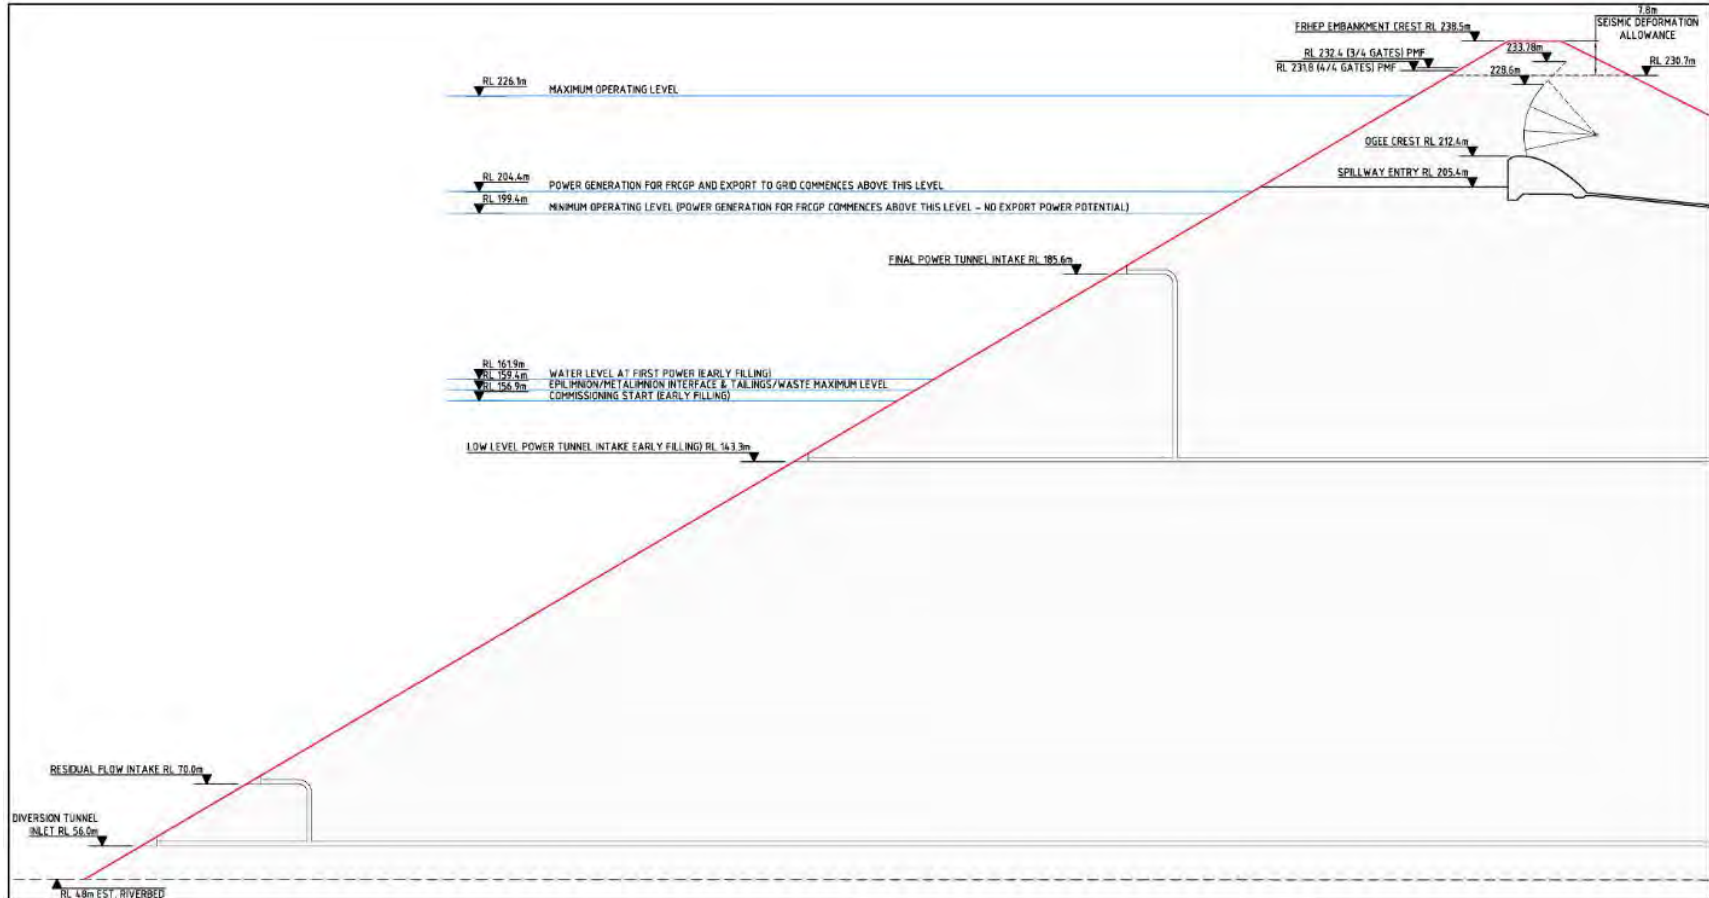 7.8m
SEISMIC DEFORMATION
ALLOWANCE
FRHEP EMBANKMENT CREST RL 238.5m
233.78m
RL 232.4 (3/4 GATES) PMF
RL 231.8 (4/4 GATES) PMF
RL 230.7m
228.6m
RL 226.1m
MAXIMUM OPERATING LEVEL
OGEE CREST RL 212.4m
SPILLWAY ENTRY RL 205.4m
RL 204.4m
POWER GENERATION FOR FRCGP AND EXPORT TO GRID COMMENCES ABOVE THIS LEVEL
RL 199.4m
MINIMUM OPERATING LEVEL (POWER GENERATION FOR FRCGP COMMENCES ABOVE THIS LEVEL - NO EXPORT POWER POTENTIAL)
FINAL POWER TUNNEL INTAKE RL 185.6m
RL 161.9m
WATER LEVEL AT FIRST POWER (EARLY FILLING)
RL 159.4m
EPILIMNION/METALIMNION INTERFACE & TAILINGS/WASTE MAXIMUM LEVEL
RL 156.9m
COMMISSIONING START (EARLY FILLING)
LOW LEVEL POWER TUNNEL INTAKE EARLY FILLING) RL 143.3m
RESIDUAL FLOW INTAKE RL 70.0m
DIVERSION TUNNEL
INLET RL 56.0m
RL 48m EST. RIVERBED